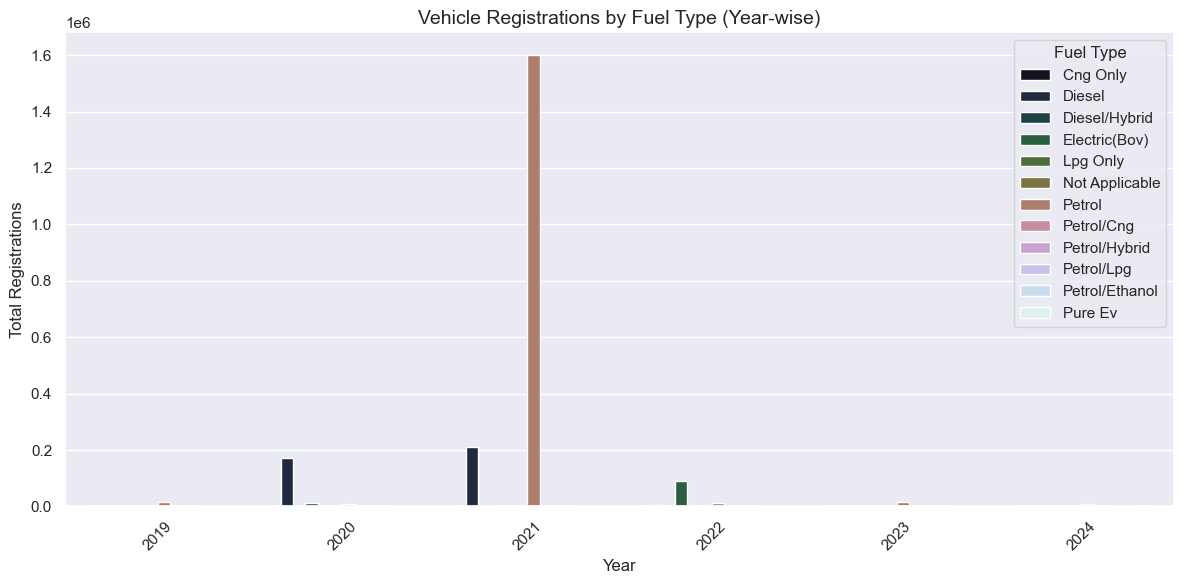 Vehicle Registrations by Fuel Type (Year-wise)
1e6
Total Registrations
1.6
1.4
1.2
1.0
0.8
0.6
0.4
0.2
0.0
Fuel Type
Cng Only
Diesel
Diesel/Hybrid
Electric(Bov)
Lpg Only
Not Applicable
Petrol
Petrol/Cng
Petrol/Hybrid
Petrol/Lpg
Petrol/Ethanol
Pure Ev
2019
2020
2021
2022
2023
2024
Year